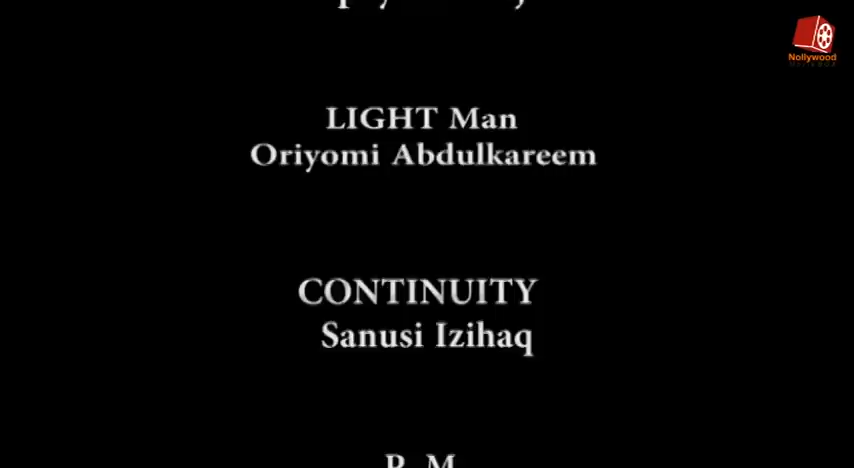 Nollywood
LIGHT Man
Oriyomi Abdulkareem
CONTINUITY
Sanusi Izihaq
P. M